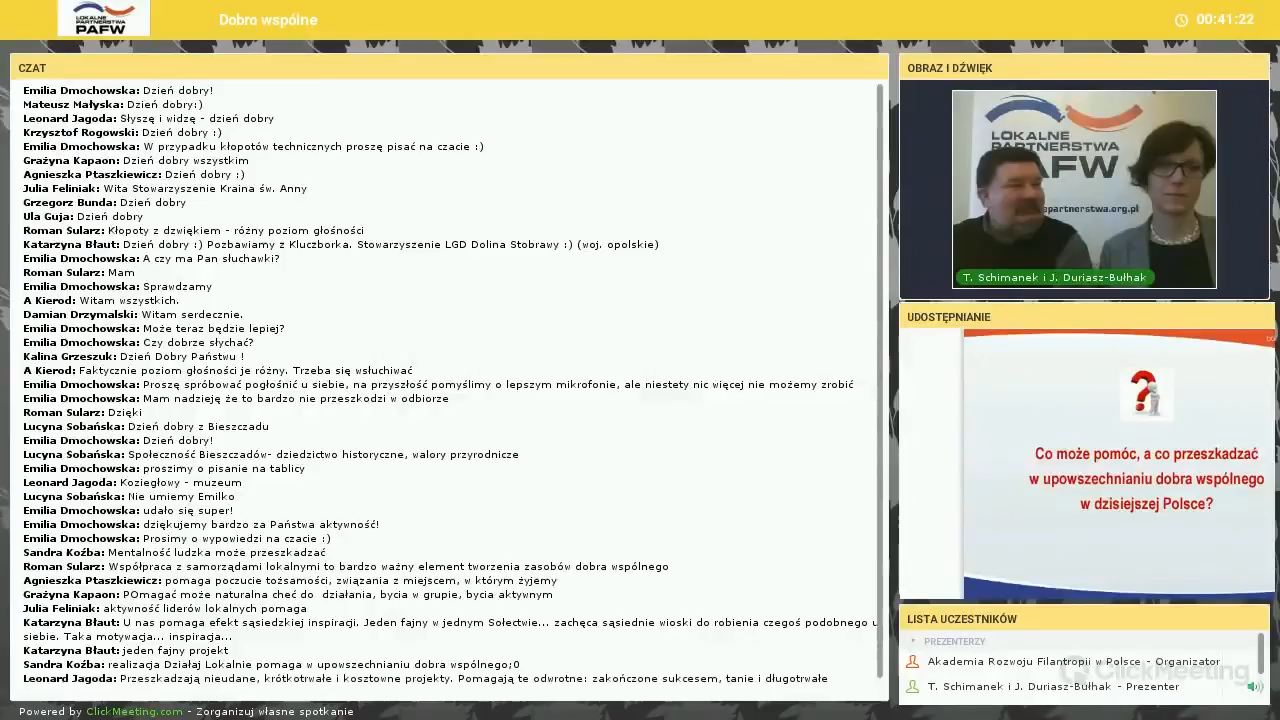 LOKALNE
PARTNERSTWA
PAFW
Dobro wspólne
00:41:22
CZAT
Emilia Dmochowska: Dzień dobry!
Mateusz Małyska: Dzień dobry:)
Leonard Jagoda: Słyszę i widzę - dzień dobry
Krzysztof Rogowski: Dzień dobry :)
Emilia Dmochowska: W przypadku kłopotów technicznych proszę pisać na czacie :)
Grażyna Kapaon: Dzień dobry wszystkim
Agnieszka Ptaszkiewicz: Dzień dobry :)
Julia Feliniak: Wita Stowarzyszenie Kraina św. Anny
Grzegorz Bunda: Dzień dobry
Ula Guja: Dzień dobry
Roman Sularz: Kłopoty z dzwiękiem - różny poziom głośności
Katarzyna Błaut: Dzień dobry :) Pozbawiamy z Kluczborka. Stowarzyszenie LGD Dolina Stobrawy :) (woj. opolskie)
Emilia Dmochowska: A czy ma Pan słuchawki?
Roman Sularz: Mam
Emilia Dmochowska: Sprawdzamy
A Kierod: Witam wszystkich.
Damian Drzymalski: Witam serdecznie.
Emilia Dmochowska: Może teraz będzie lepiej?
Emilia Dmochowska: Czy dobrze słychać?
Kalina Grzeszuk: Dzień Dobry Państwu !
A Kierod: Faktycznie poziom głośności je różny. Trzeba się wsłuchiwać
Emilia Dmochowska: Proszę spróbować pogłośnić u siebie, na przyszłość pomyślimy o lepszym mikrofonie, ale niestety nic więcej nie możemy zrobić
Emilia Dmochowska: Mam nadzieję że to bardzo nie przeszkodzi w odbiorze
Roman Sularz: Dzięki
Lucyna Sobańska: Dzień dobry z Bieszczadu
Emilia Dmochowska: Dzień dobry!
Lucyna Sobańska: Społeczność Bieszczadów- dziedzictwo historyczne, walory przyrodnicze
Emilia Dmochowska: prosimy o pisanie na tablicy
Leonard Jagoda: Koziegłowy - muzeum
Lucyna Sobańska: Nie umiemy Emilko
Emilia Dmochowska: udało się super!
Emilia Dmochowska: dziękujemy bardzo za Państwa aktywność!
Emilia Dmochowska: Prosimy o wypowiedzi na czacie :)
Sandra Koźba: Mentalność ludzka może przeszkadzać
Roman Sularz: Współpraca z samorządami lokalnymi to bardzo ważny element tworzenia zasobów dobra wspólnego
Agnieszka Ptaszkiewicz: pomaga poczucie tożsamości, związania z miejscem, w którym żyjemy
Grażyna Kapaon: POmagać może naturalna cheć do  działania, bycia w grupie, bycia aktywnym
Julia Feliniak: aktywność liderów lokalnych pomaga
Katarzyna Błaut: U nas pomaga efekt sąsiedzkiej inspiracji. Jeden fajny w jednym Sołectwie... zachęca sąsiednie wioski do robienia czegoś podobnego u
siebie. Taka motywacja... inspiracja...
Katarzyna Błaut: jeden fajny projekt
Sandra Koźba: realizacja Działaj Lokalnie pomaga w upowszechnianiu dobra wspólnego;0
Leonard Jagoda: Przeszkadzają nieudane, krótkotrwałe i kosztowne projekty. Pomagają te odwrotne: zakończone sukcesem, tanie i długotrwałe
Powered by ClickMeeting.com - Zorganizuj własne spotkanie
OBRAZ I DŹWIĘK
LOKALNE
PARTNERSTWA
AFW
partnerstwa.org.pl
T. Schimanek i J. Duriasz-Bułhak
UDOSTĘPNIANIE
Co może pomóc, a co przeszkadzać
w upowszechnianiu dobra wspólnego
w dzisiejszej Polsce?
LISTA UCZESTNIKÓW
PREZENTERZY
Akademia Rozwoju Filantropii w Polsce - Organizator
T. Schimanek i J. Duriasz-Bułhak - Prezenter
ClickMeeting